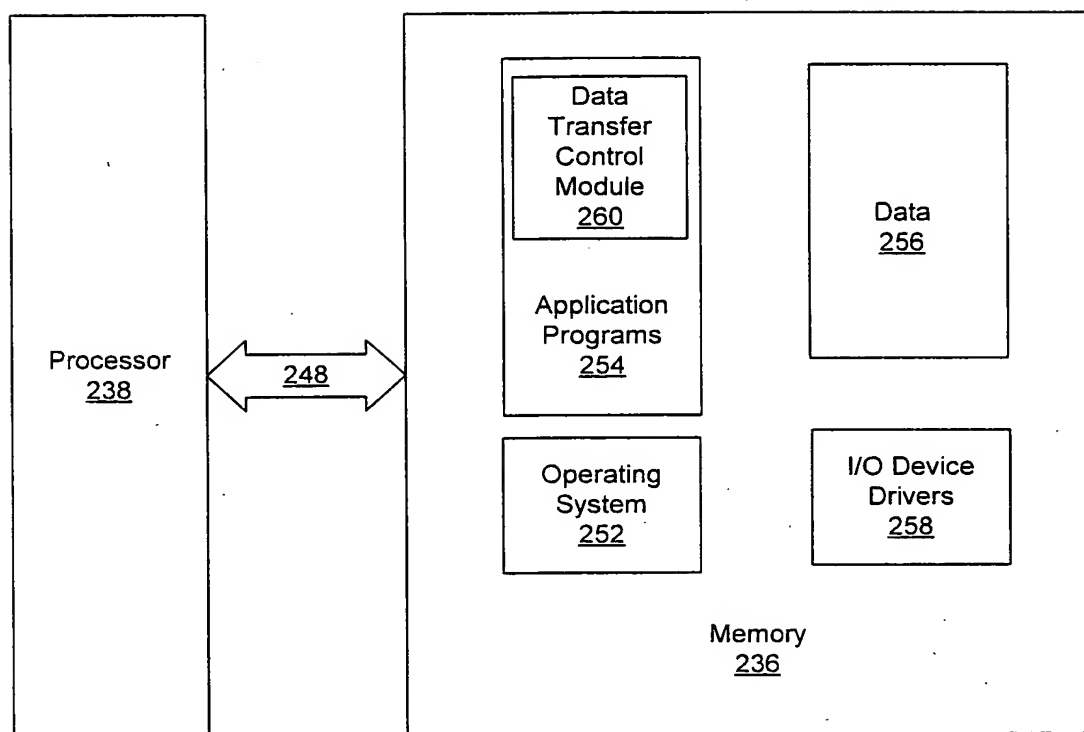 Processor
238
248
Data
Transfer
Control
Module
260
Application
Programs
254
Data
256
Operating
System
252
I/O Device
Drivers
258
Memory
236